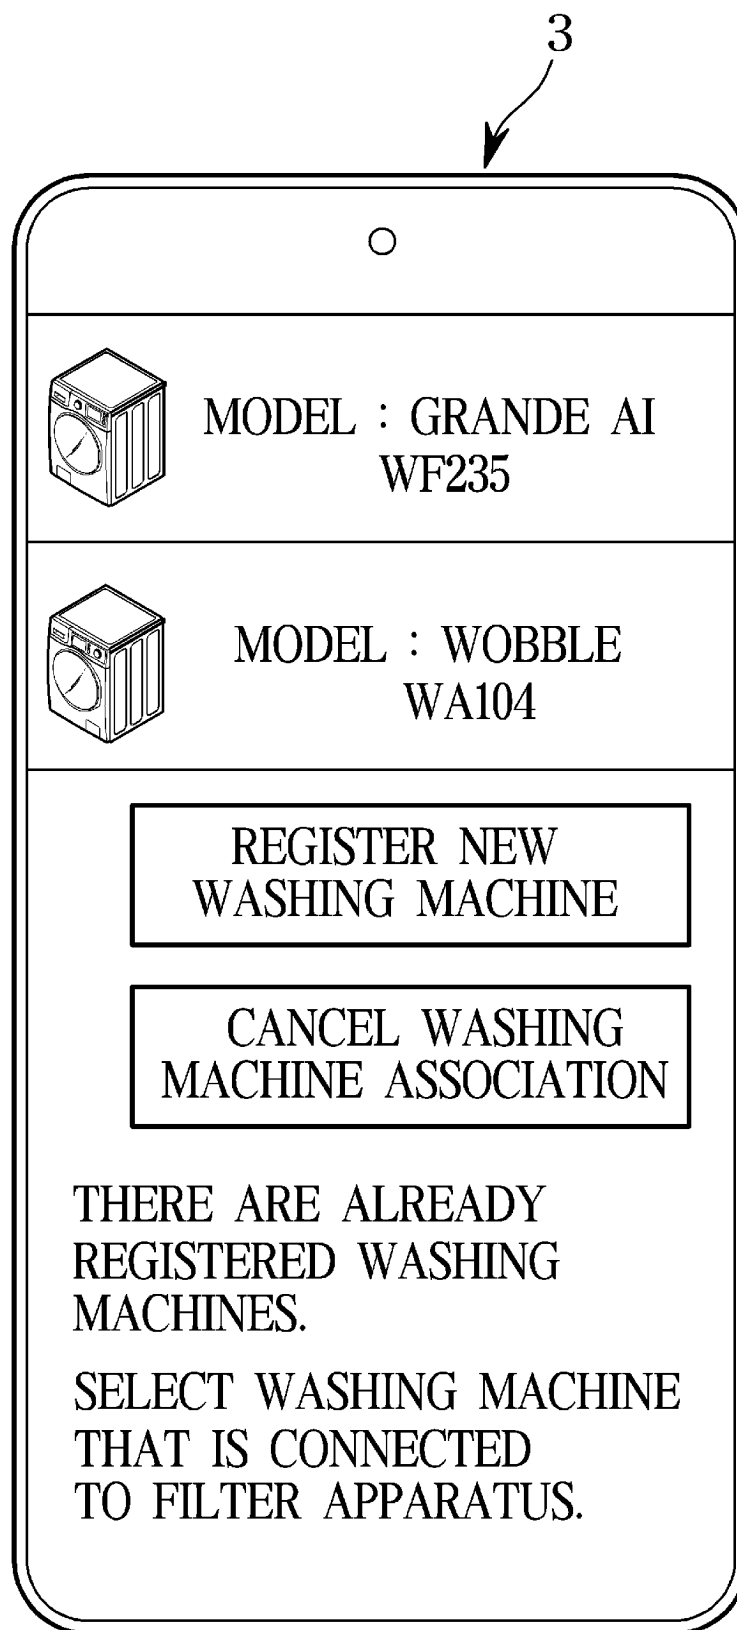 3
MODEL : GRANDE AI
WF235
MODEL : WOBBLE
WA104
REGISTER NEW
WASHING MACHINE
CANCEL WASHING
MACHINE ASSOCIATION
THERE ARE ALREADY
REGISTERED WASHING
MACHINES.
SELECT WASHING MACHINE
THAT IS CONNECTED
TO FILTER APPARATUS.